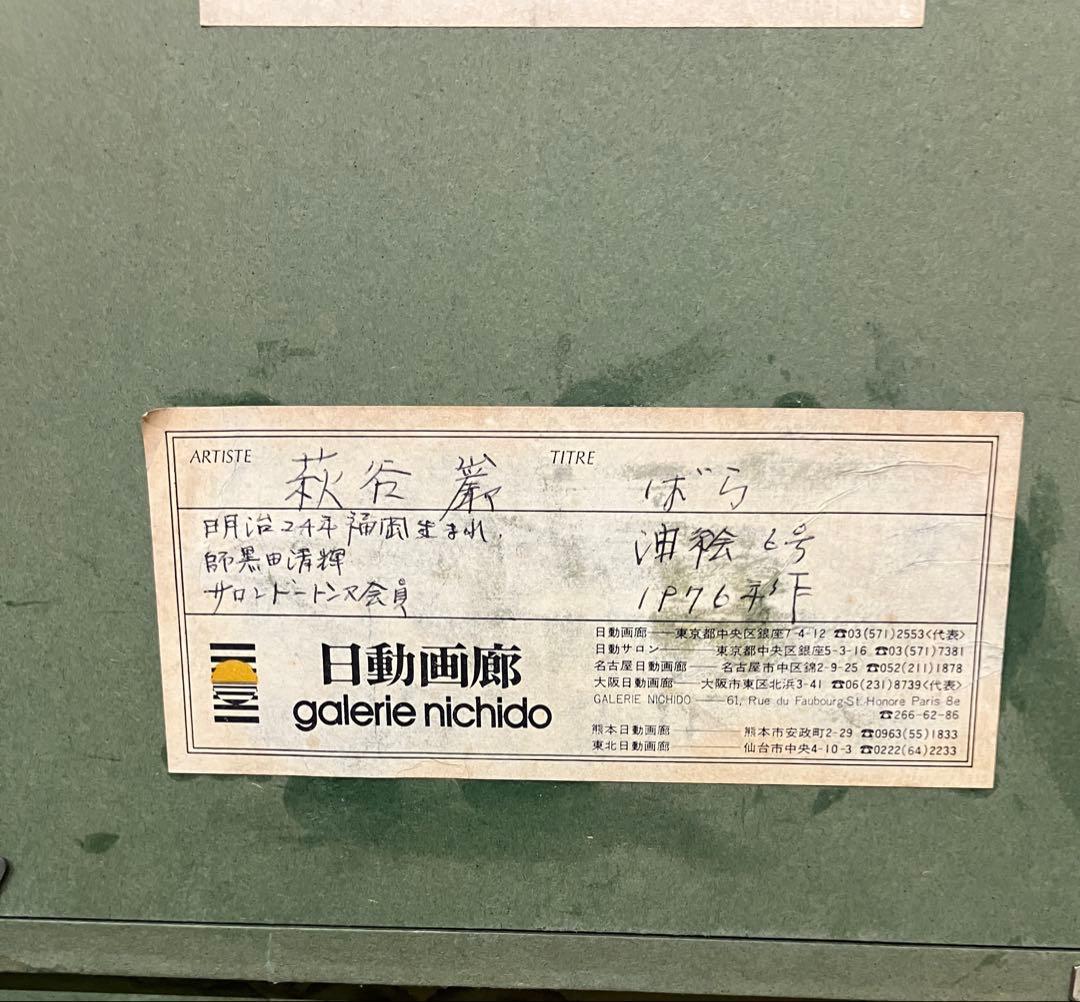 ARTISTE 萩谷 巖 TITRE ばら
明治24年福岡生まれ、 油絵 6号
師黒田清輝
サロンドートンヌ会員 1976年作
日動画廊
galerie nichido
日動画廊──東京都中央区銀座7-4-12 ☎03(571)2553<代表>
日動サロン──東京都中央区銀座5-3-16 ☎03(571)7381
名古屋日動画廊──名古屋市中区錦2-9-25 ☎052(211)1878
大阪日動画廊──大阪市東区北浜3-41 ☎06(231)8739<代表>
GALERIE NICHIDO──61, Rue du Faubourg-St. Honore Paris 8e
☎266-62-86
熊本日動画廊──熊本市安政町2-29 ☎0963(55)1833
東北日動画廊──仙台市中央4-10-3 ☎0222(64)2233